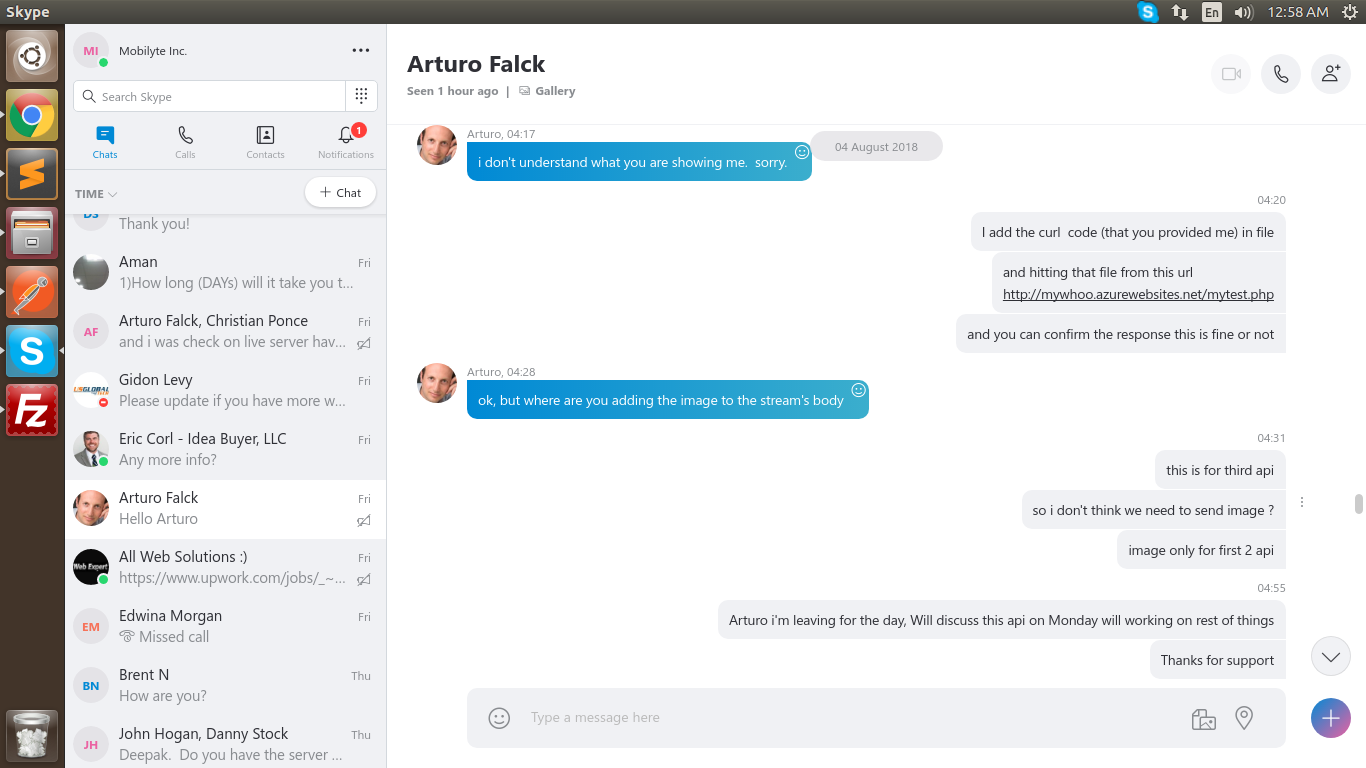 Skype
En
12:58 AM
MI
Mobilyte Inc.
Search Skype
Chats
Calls
Contacts
1
Notifications
TIME
+ Chat
DS
Thank you!
Aman
Fri
1)How long (DAYs) will it take you t...
AF
Arturo Falck, Christian Ponce
Fri
and i was check on live server hav...
USGLOBAL
Gidon Levy
Fri
Please update if you have more w...
Eric Corl - Idea Buyer, LLC
Fri
Any more info?
Arturo Falck
Fri
Hello Arturo
Web Expert
All Web Solutions :)
Fri
https://www.upwork.com/jobs/_~...
EM
Edwina Morgan
Fri
Missed call
BN
Brent N
Thu
How are you?
JH
John Hogan, Danny Stock
Thu
Deepak.  Do you have the server ...
Arturo Falck
Seen 1 hour ago | Gallery
Arturo, 04:17
i don't understand what you are showing me.  sorry.
04 August 2018
04:20
I add the curl  code (that you provided me) in file
and hitting that file from this url
http://mywhoo.azurewebsites.net/mytest.php
and you can confirm the response this is fine or not
Arturo, 04:28
ok, but where are you adding the image to the stream's body
04:31
this is for third api
so i don't think we need to send image ?
image only for first 2 api
04:55
Arturo i'm leaving for the day, Will discuss this api on Monday will working on rest of things
Thanks for support
Type a message here
S
Fz